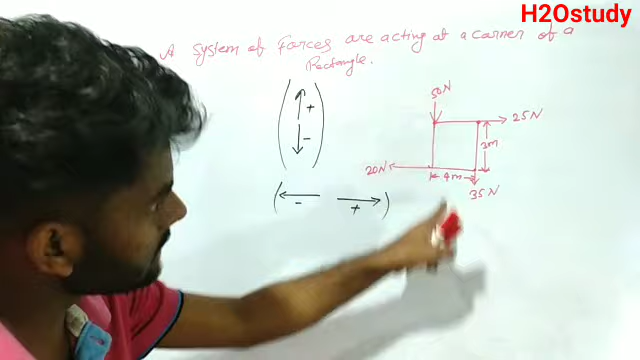 H2Ostudy
A System of Forces are acting at a corner of a
Rectangle.
50N
+
25N
-
3m
20N
4m
35N
-
+